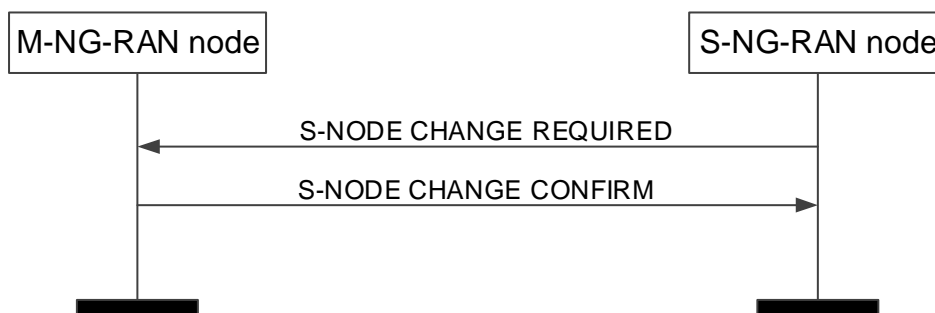 M-NG-RAN node
S-NG-RAN node
S-NODE CHANGE REQUIRED
S-NODE CHANGE CONFIRM